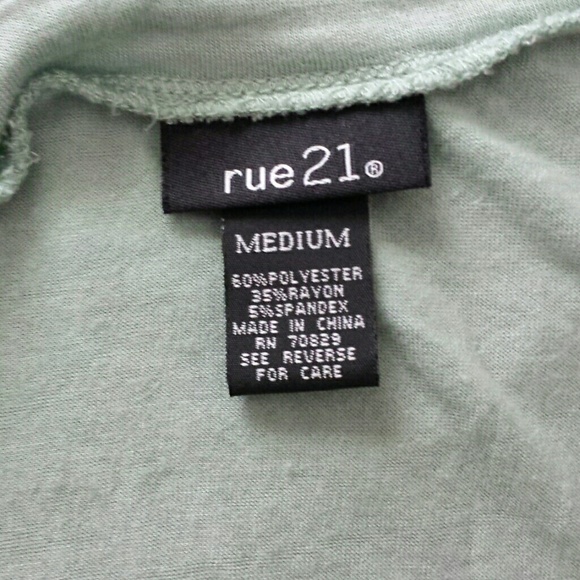 rue21®
MEDIUM
60%POLYESTER
35%RAYON
5%SPANDEX
MADE IN CHINA
RN 70829
SEE REVERSE
FOR CARE